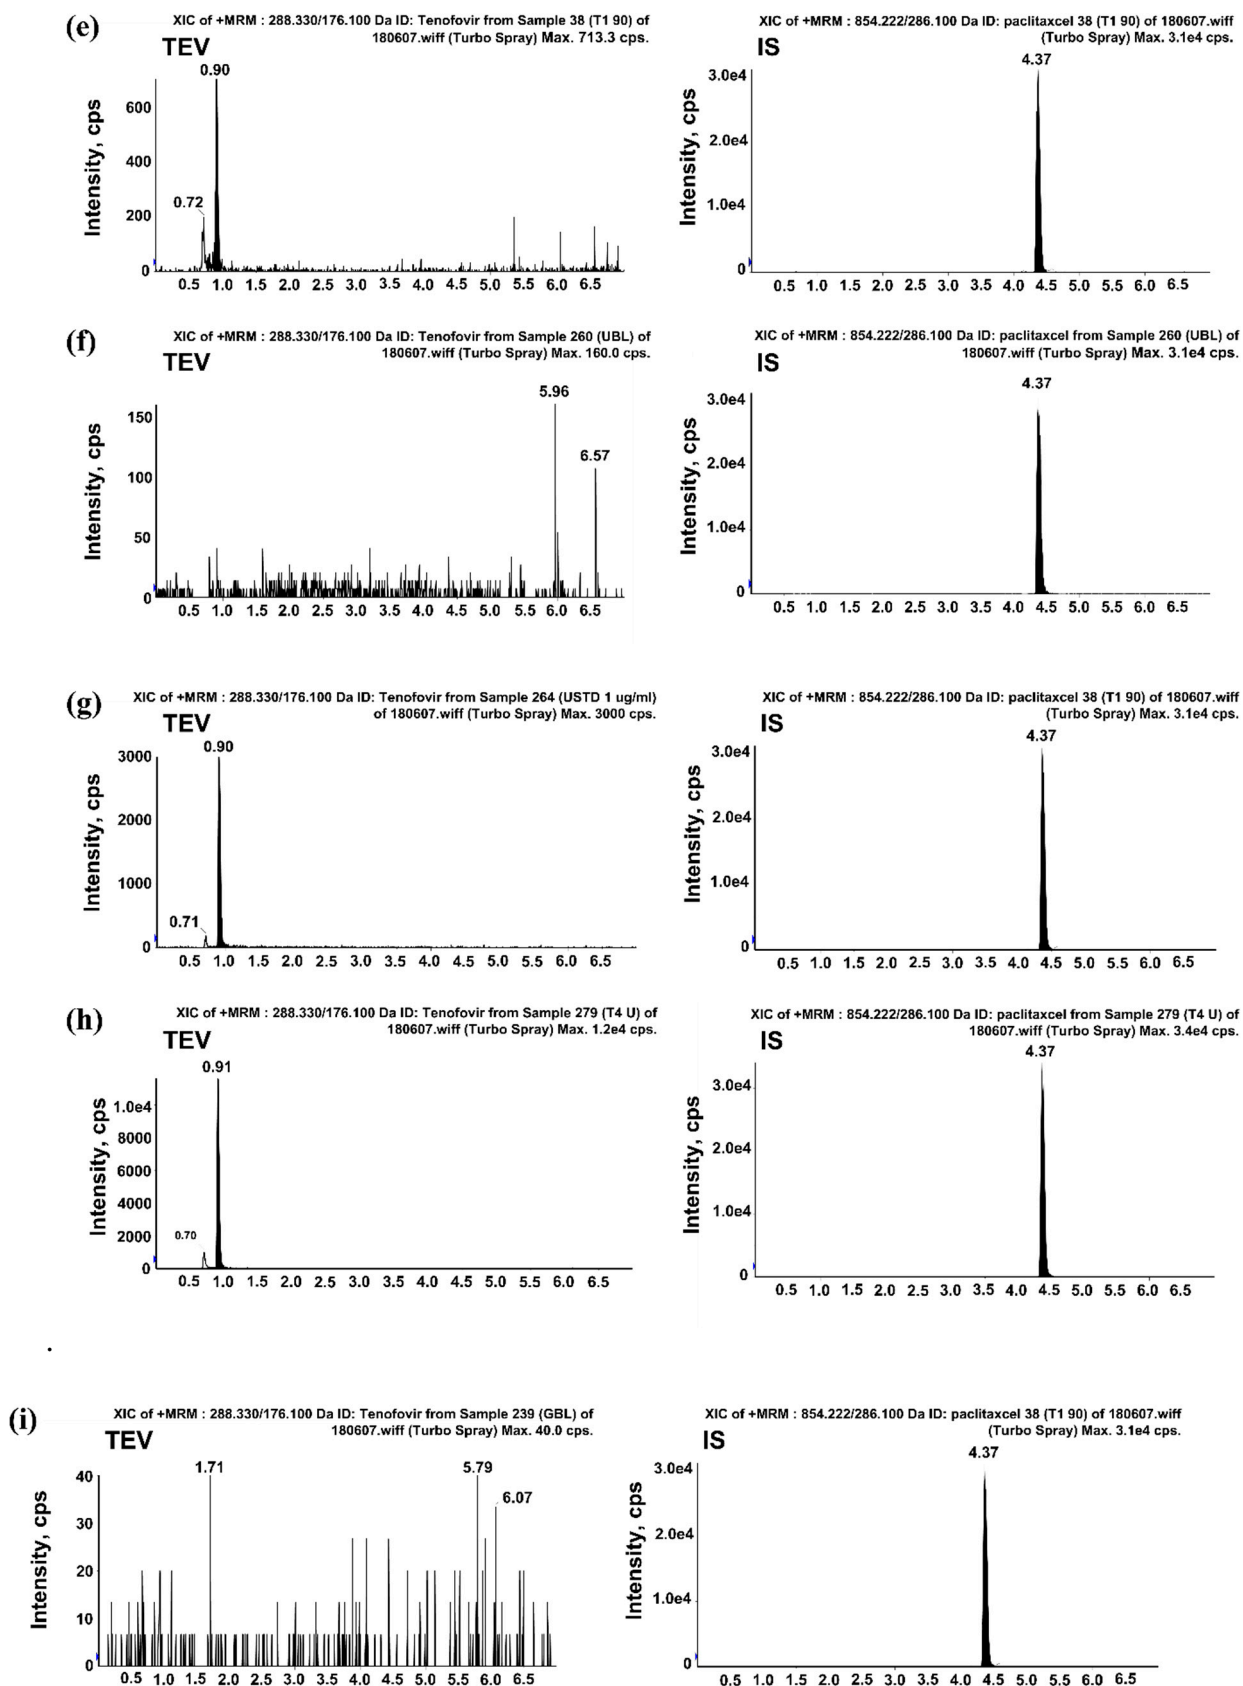 (e)
XIC of +MRM : 288.330/176.100 Da ID: Tenofovir from Sample 38 (T1 90) of
180607.wiff (Turbo Spray) Max. 713.3 cps.
TEV
0.90
0.72
Intensity, cps
600
400
200
0
0.5 1.0 1.5 2.0 2.5 3.0 3.5 4.0 4.5 5.0 5.5 6.0 6.5
XIC of +MRM : 854.222/286.100 Da ID: paclitaxcel 38 (T1 90) of 180607.wiff
(Turbo Spray) Max. 3.1e4 cps.
IS
4.37
Intensity, cps
3.0e4
2.0e4
1.0e4
0
0.5 1.0 1.5 2.0 2.5 3.0 3.5 4.0 4.5 5.0 5.5 6.0 6.5
(f)
XIC of +MRM : 288.330/176.100 Da ID: Tenofovir from Sample 260 (UBL) of
180607.wiff (Turbo Spray) Max. 160.0 cps.
TEV
5.96
6.57
Intensity, cps
150
100
50
0
0.5 1.0 1.5 2.0 2.5 3.0 3.5 4.0 4.5 5.0 5.5 6.0 6.5
XIC of +MRM : 854.222/286.100 Da ID: paclitaxcel from Sample 260 (UBL) of
180607.wiff (Turbo Spray) Max. 3.1e4 cps.
IS
4.37
Intensity, cps
3.0e4
2.0e4
1.0e4
0
0.5 1.0 1.5 2.0 2.5 3.0 3.5 4.0 4.5 5.0 5.5 6.0 6.5
(g)
XIC of +MRM : 288.330/176.100 Da ID: Tenofovir from Sample 264 (USTD 1 ug/ml)
of 180607.wiff (Turbo Spray) Max. 3000 cps.
TEV
0.90
0.71
Intensity, cps
3000
2000
1000
0
0.5 1.0 1.5 2.0 2.5 3.0 3.5 4.0 4.5 5.0 5.5 6.0 6.5
XIC of +MRM : 854.222/286.100 Da ID: paclitaxcel 38 (T1 90) of 180607.wiff
(Turbo Spray) Max. 3.1e4 cps.
IS
4.37
Intensity, cps
3.0e4
2.0e4
1.0e4
0
0.5 1.0 1.5 2.0 2.5 3.0 3.5 4.0 4.5 5.0 5.5 6.0 6.5
(h)
XIC of +MRM : 288.330/176.100 Da ID: Tenofovir from Sample 279 (T4 U) of
180607.wiff (Turbo Spray) Max. 1.2e4 cps.
TEV
0.91
0.70
Intensity, cps
1.0e4
8000
6000
4000
2000
0
0.5 1.0 1.5 2.0 2.5 3.0 3.5 4.0 4.5 5.0 5.5 6.0 6.5
XIC of +MRM : 854.222/286.100 Da ID: paclitaxcel from Sample 279 (T4 U) of
180607.wiff (Turbo Spray) Max. 3.4e4 cps.
IS
4.37
Intensity, cps
3.0e4
2.0e4
1.0e4
0
0.5 1.0 1.5 2.0 2.5 3.0 3.5 4.0 4.5 5.0 5.5 6.0 6.5
.
(i)
XIC of +MRM : 288.330/176.100 Da ID: Tenofovir from Sample 239 (GBL) of
180607.wiff (Turbo Spray) Max. 40.0 cps.
TEV
1.71
5.79
6.07
Intensity, cps
40
30
20
10
0
0.5 1.0 1.5 2.0 2.5 3.0 3.5 4.0 4.5 5.0 5.5 6.0 6.5
XIC of +MRM : 854.222/286.100 Da ID: paclitaxcel 38 (T1 90) of 180607.wiff
(Turbo Spray) Max. 3.1e4 cps.
IS
4.37
Intensity, cps
3.0e4
2.0e4
1.0e4
0
0.5 1.0 1.5 2.0 2.5 3.0 3.5 4.0 4.5 5.0 5.5 6.0 6.5